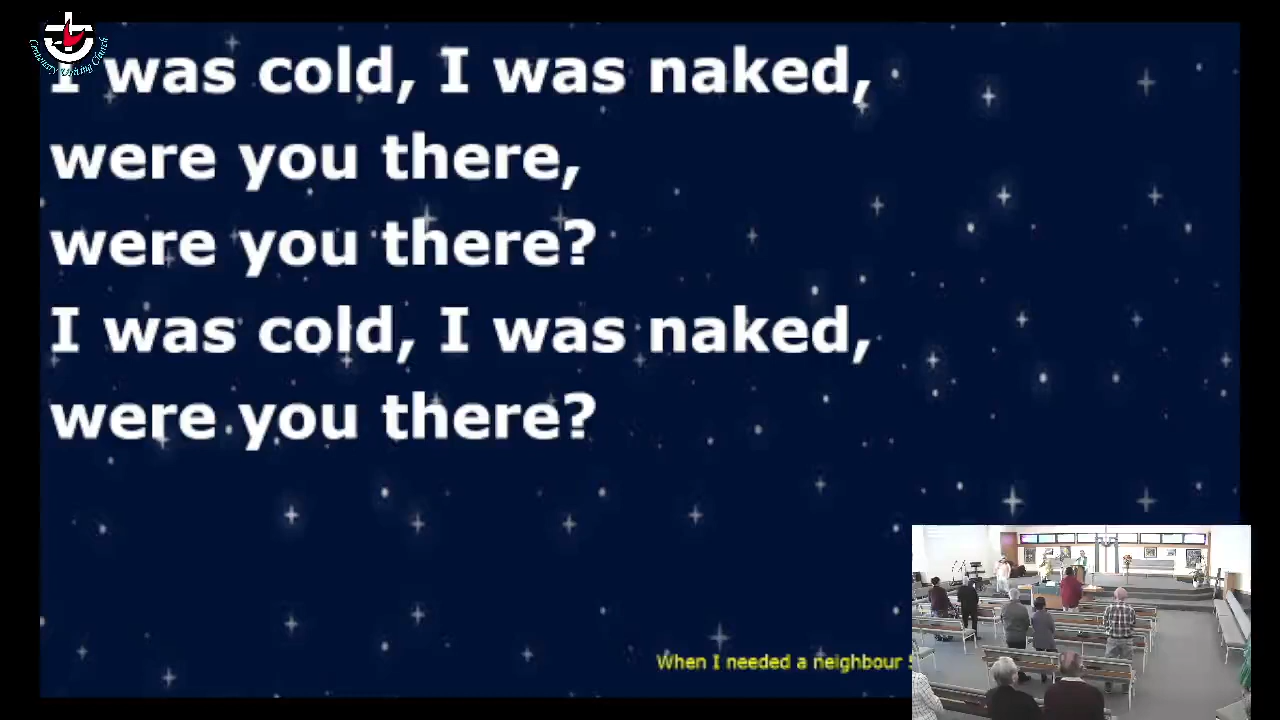 I was cold, I was naked,
were you there,
were you there?
I was cold, I was naked,
were you there?
When I needed a neighbour